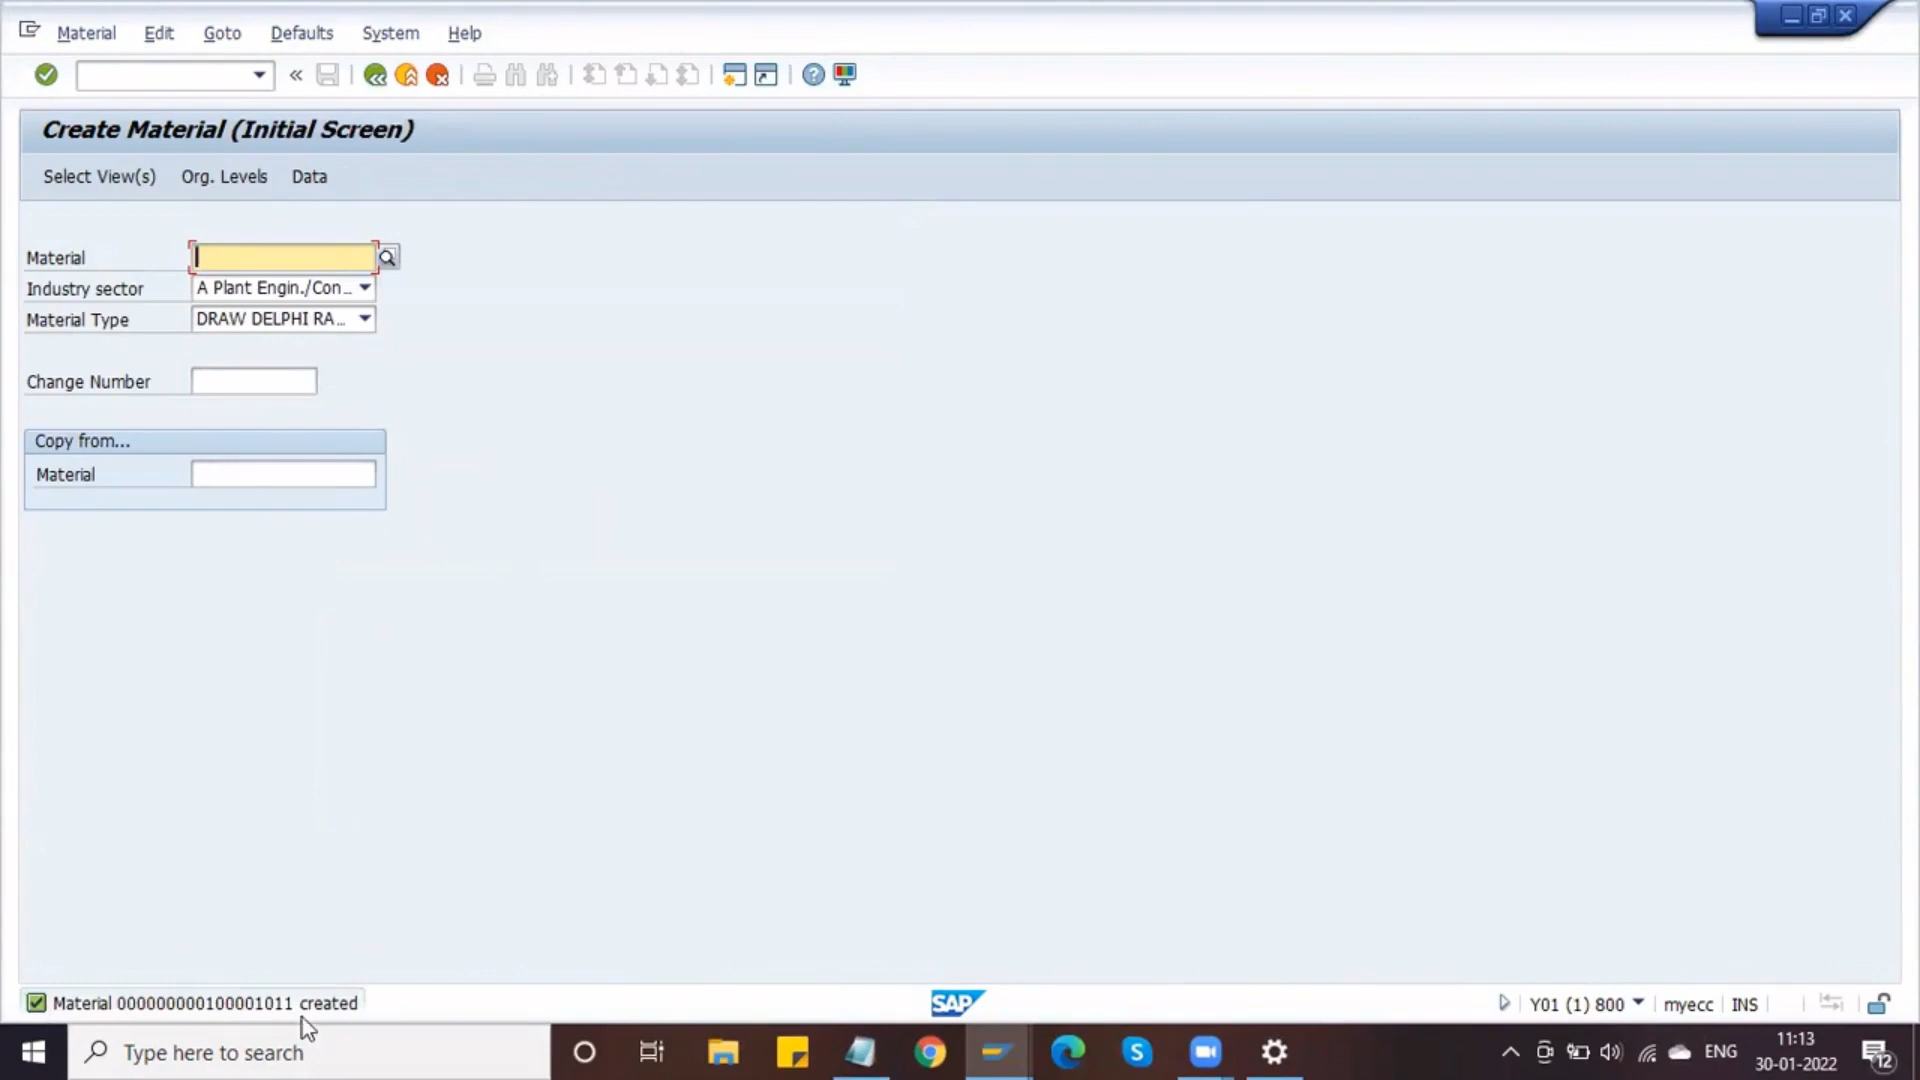 Material Edit Goto Defaults System Help
Create Material (Initial Screen)
Select View(s) Org. Levels Data
Material
Industry sector A Plant Engin./Con...
Material Type DRAW DELPHI RA...
Change Number
Copy from...
Material
Material 000000000100001011 created
SAP
Y01 (1) 800 myecc INS
Type here to search
ENG
11:13
30-01-2022
12